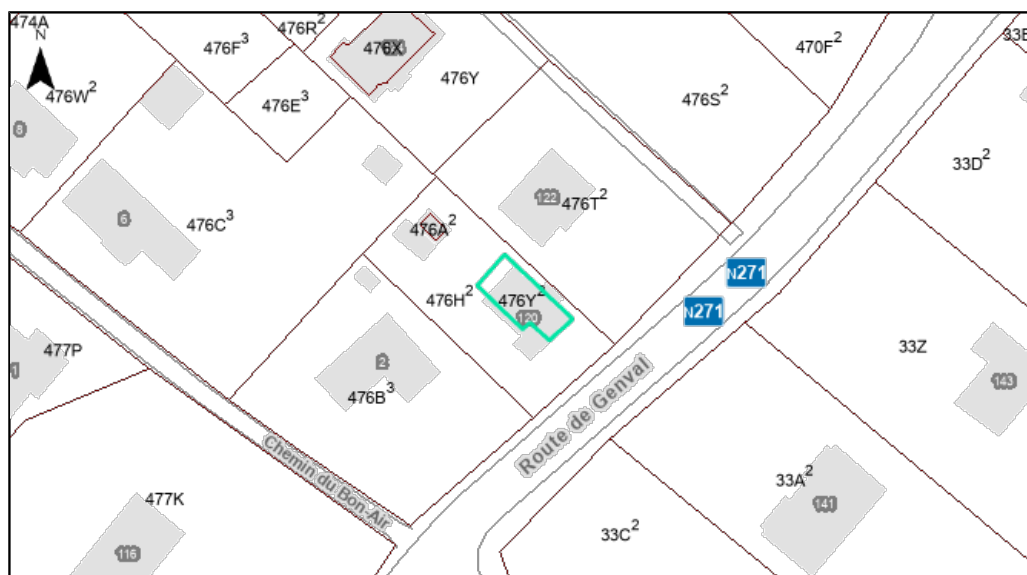 474A
N
476R²
476F³
476X
476Y
470F²
33E
476W²
476E³
476S²
8
33D²
122
476T²
6
476C³
476A²
N271
476H²
476Y²
120
N271
477P
1
2
476B³
33Z
143
Route de Genval
Chemin du Bon-Air
33A²
141
477K
33C²
116